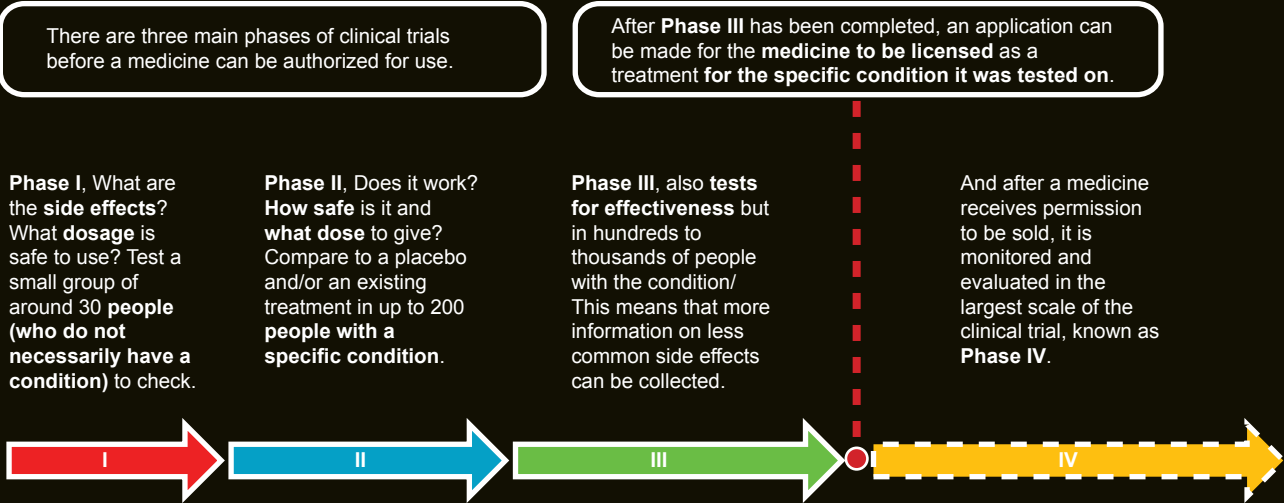 There are three main phases of clinical trials
before a medicine can be authorized for use.
After Phase III has been completed, an application can
be made for the medicine to be licensed as a
treatment for the specific condition it was tested on.
Phase I, What are
the side effects?
What dosage is
safe to use? Test a
small group of
around 30 people
(who do not
necessarily have a
condition) to check.
Phase II, Does it work?
How safe is it and
what dose to give?
Compare to a placebo
and/or an existing
treatment in up to 200
people with a
specific condition.
Phase III, also tests
for effectiveness but
in hundreds to
thousands of people
with the condition/
This means that more
information on less
common side effects
can be collected.
And after a medicine
receives permission
to be sold, it is
monitored and
evaluated in the
largest scale of the
clinical trial, known as
Phase IV.
I
II
III
IV